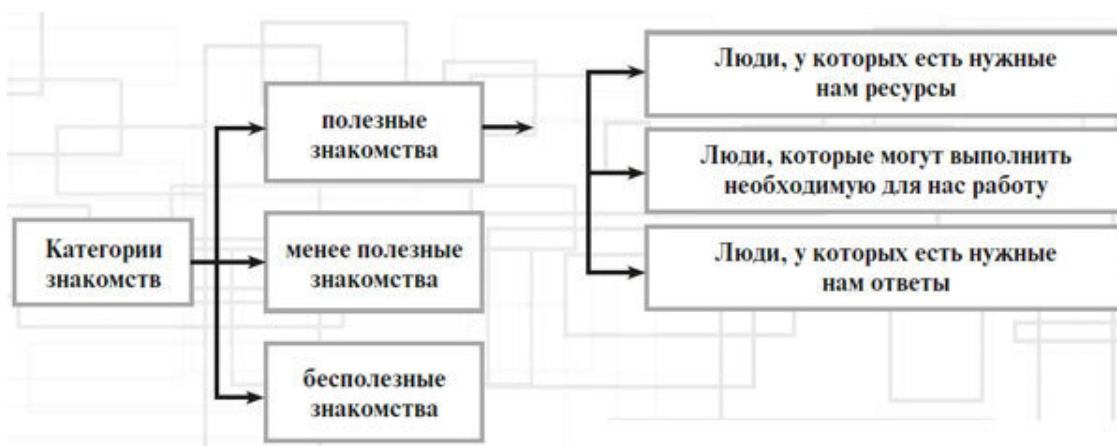 Категории
знакомств
полезные
знакомства
менее полезные
знакомства
бесполезные
знакомства
Люди, у которых есть нужные
нам ресурсы
Люди, которые могут выполнить
необходимую для нас работу
Люди, у которых есть нужные
нам ответы